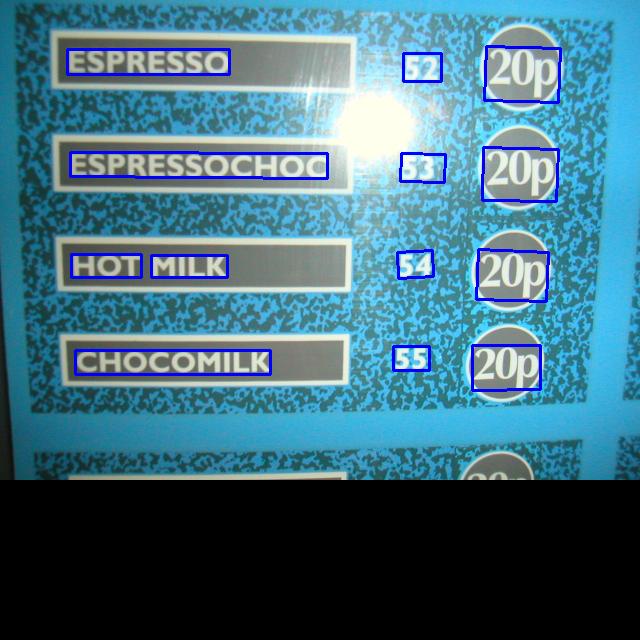 ESPRESSO 52 20p
ESPRESSOCHOC 53 20p
HOT MILK 54 20p
CHOCOMILK 55 20p